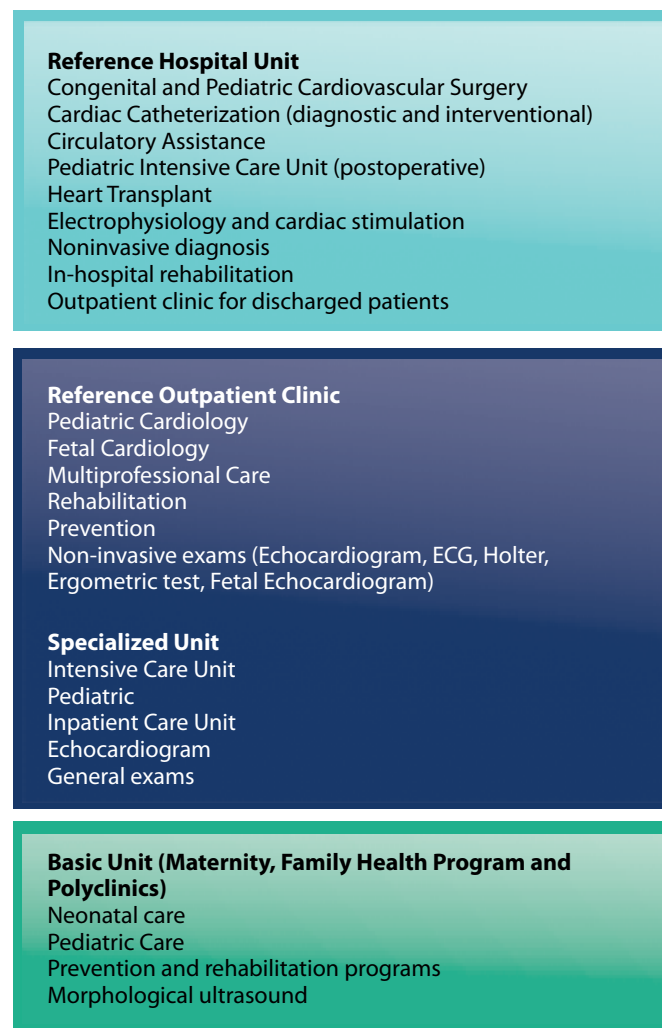 Reference Hospital Unit
Congenital and Pediatric Cardiovascular Surgery
Cardiac Catheterization (diagnostic and interventional)
Circulatory Assistance
Pediatric Intensive Care Unit (postoperative)
Heart Transplant
Electrophysiology and cardiac stimulation
Noninvasive diagnosis
In-hospital rehabilitation
Outpatient clinic for discharged patients
Reference Outpatient Clinic
Pediatric Cardiology
Fetal Cardiology
Multiprofessional Care
Rehabilitation
Prevention
Non-invasive exams (Echocardiogram, ECG, Holter,
Ergometric test, Fetal Echocardiogram)
Specialized Unit
Intensive Care Unit
Pediatric
Inpatient Care Unit
Echocardiogram
General exams
Basic Unit (Maternity, Family Health Program and
Polyclinics)
Neonatal care
Pediatric Care
Prevention and rehabilitation programs
Morphological ultrasound